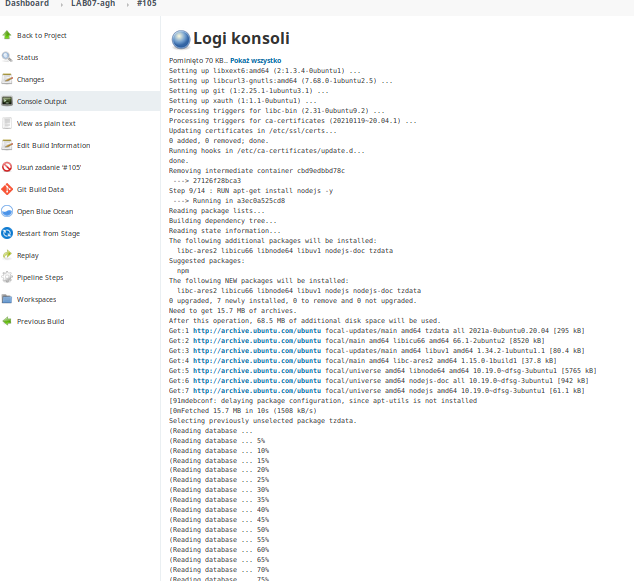 Dashboard › LAB07-agh › #105
Back to Project
Status
Changes
Console Output
View as plain text
Edit Build Information
Usuń zadanie '#105'
Git Build Data
Open Blue Ocean
Restart from Stage
Replay
Pipeline Steps
Workspaces
Previous Build
Logi konsoli
Pominięto 70 KB.. Pokaż wszystko
Setting up libxext6:amd64 (2:1.3.4-0ubuntu1) ...
Setting up libcurl3-gnutls:amd64 (7.68.0-1ubuntu2.5) ...
Setting up git (1:2.25.1-1ubuntu3.1) ...
Setting up xauth (1:1.1-0ubuntu1) ...
Processing triggers for libc-bin (2.31-0ubuntu9.2) ...
Processing triggers for ca-certificates (20210119~20.04.1) ...
Updating certificates in /etc/ssl/certs...
0 added, 0 removed; done.
Running hooks in /etc/ca-certificates/update.d...
done.
Removing intermediate container cbd9edbbd78c
---> 27126f28bca3
Step 9/14 : RUN apt-get install nodejs -y
---> Running in a3ec0a525cd8
Reading package lists...
Building dependency tree...
Reading state information...
The following additional packages will be installed:
libc-ares2 libicu66 libnode64 libuv1 nodejs-doc tzdata
Suggested packages:
npm
The following NEW packages will be installed:
libc-ares2 libicu66 libnode64 libuv1 nodejs nodejs-doc tzdata
0 upgraded, 7 newly installed, 0 to remove and 0 not upgraded.
Need to get 15.7 MB of archives.
After this operation, 68.5 MB of additional disk space will be used.
Get:1 http://archive.ubuntu.com/ubuntu focal-updates/main amd64 tzdata all 2021a-0ubuntu0.20.04 [295 kB]
Get:2 http://archive.ubuntu.com/ubuntu focal/main amd64 libicu66 amd64 66.1-2ubuntu2 [8520 kB]
Get:3 http://archive.ubuntu.com/ubuntu focal-updates/main amd64 libuv1 amd64 1.34.2-1ubuntu1.1 [80.4 kB]
Get:4 http://archive.ubuntu.com/ubuntu focal/main amd64 libc-ares2 amd64 1.15.0-1build1 [37.8 kB]
Get:5 http://archive.ubuntu.com/ubuntu focal/universe amd64 libnode64 amd64 10.19.0~dfsg-3ubuntu1 [5765 kB]
Get:6 http://archive.ubuntu.com/ubuntu focal/universe amd64 nodejs-doc all 10.19.0~dfsg-3ubuntu1 [942 kB]
Get:7 http://archive.ubuntu.com/ubuntu focal/universe amd64 nodejs amd64 10.19.0~dfsg-3ubuntu1 [61.1 kB]
[91mdebconf: delaying package configuration, since apt-utils is not installed
[0mFetched 15.7 MB in 10s (1508 kB/s)
Selecting previously unselected package tzdata.
(Reading database ...
(Reading database ... 5%
(Reading database ... 10%
(Reading database ... 15%
(Reading database ... 20%
(Reading database ... 25%
(Reading database ... 30%
(Reading database ... 35%
(Reading database ... 40%
(Reading database ... 45%
(Reading database ... 50%
(Reading database ... 55%
(Reading database ... 60%
(Reading database ... 65%
(Reading database ... 70%
(Reading database ... 75%